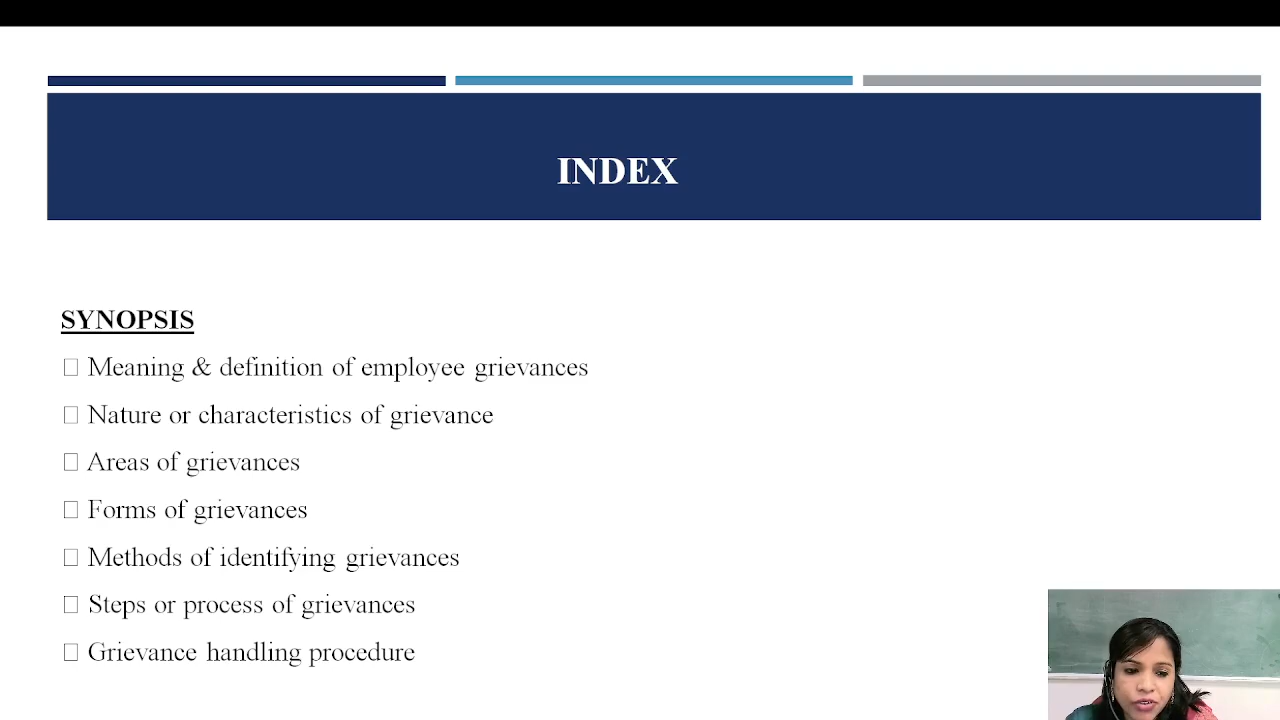 INDEX
SYNOPSIS
Meaning & definition of employee grievances
Nature or characteristics of grievance
Areas of grievances
Forms of grievances
Methods of identifying grievances
Steps or process of grievances
Grievance handling procedure